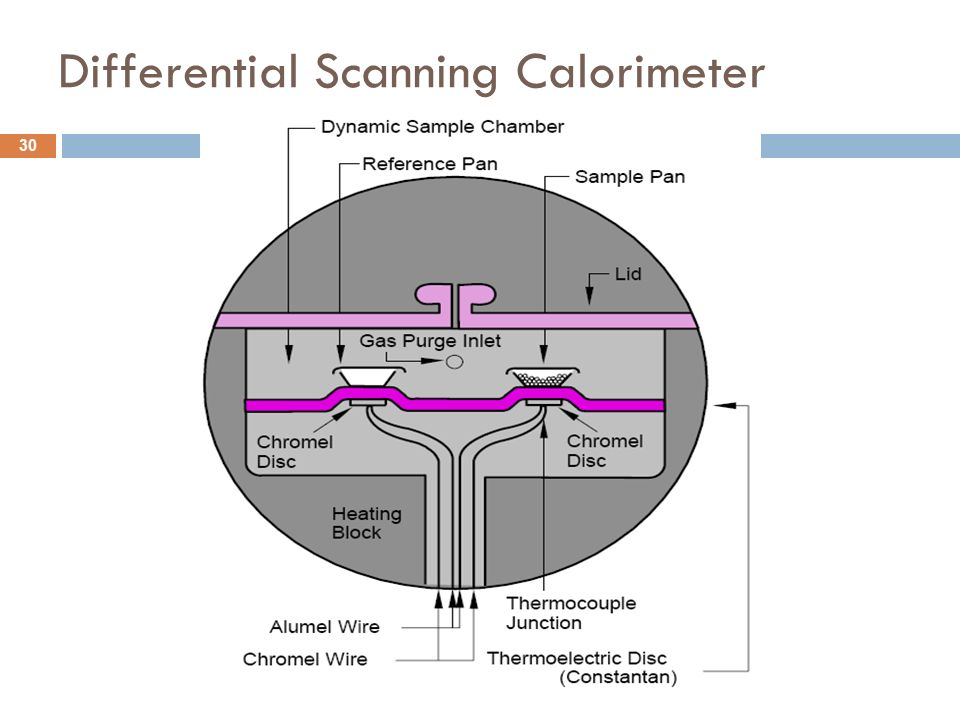 Differential Scanning Calorimeter
30
Dynamic Sample Chamber
Reference Pan
Sample Pan
Lid
Gas Purge Inlet
Chromel
Disc
Chromel
Disc
Heating
Block
Thermocouple
Junction
Alumel Wire
Chromel Wire
Thermoelectric Disc
(Constantan)